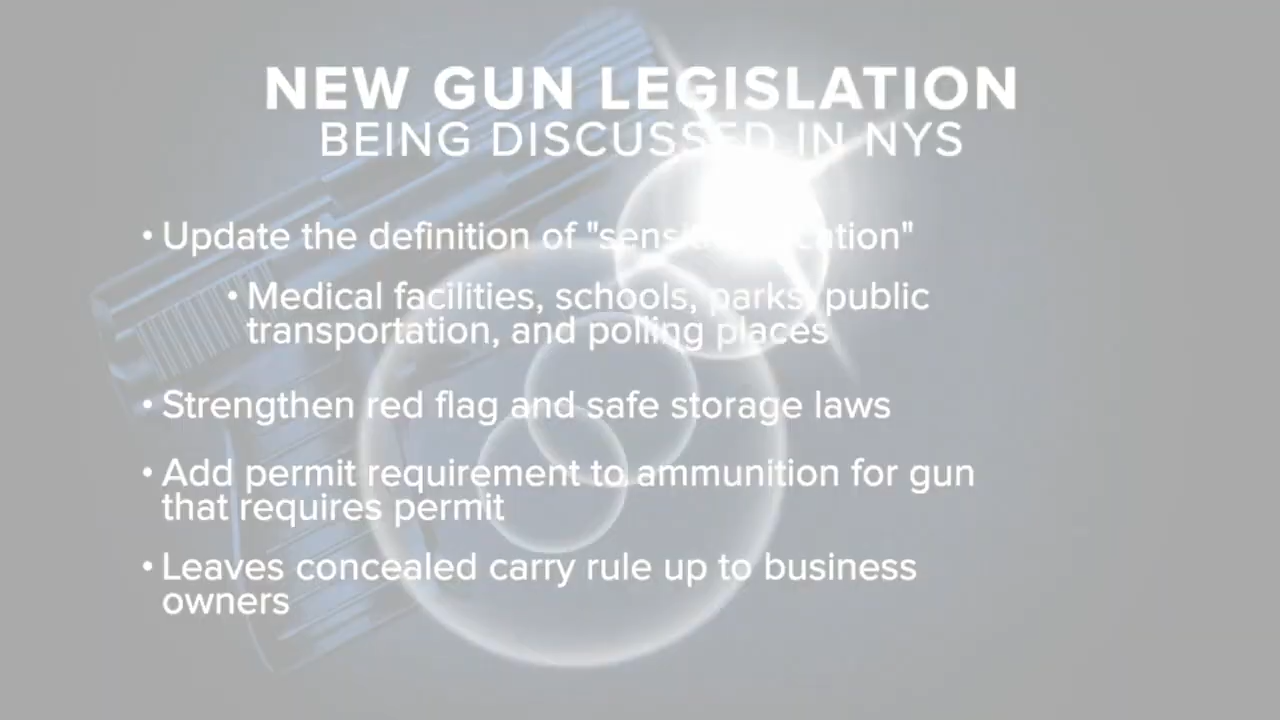 NEW GUN LEGISLATION
BEING DISCUSSED IN NYS
• Update the definition of "sensitive location"
• Medical facilities, schools, parks, public
transportation, and polling places
• Strengthen red flag and safe storage laws
• Add permit requirement to ammunition for gun
that requires permit
• Leaves concealed carry rule up to business
owners